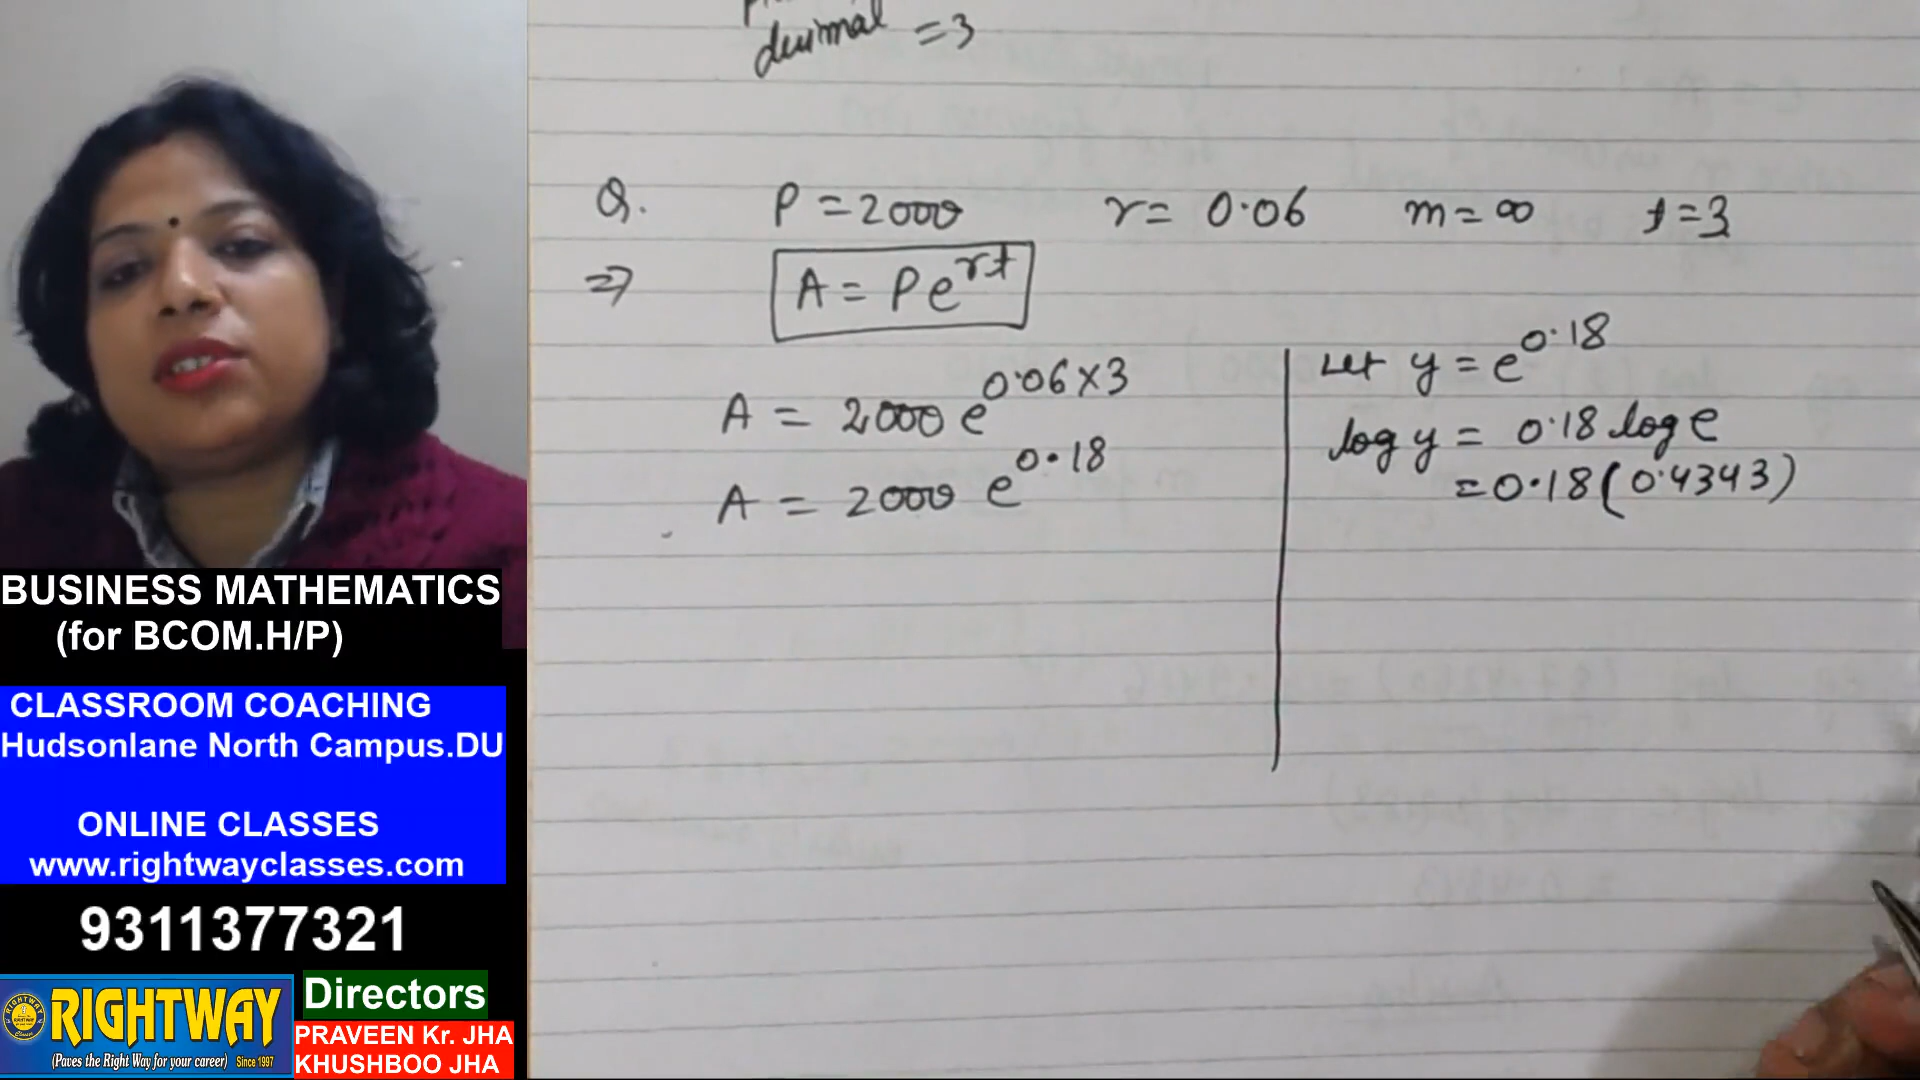 decimal = 3
Q. P = 2000 r = 0.06 m = ∞ t = 3
⇒ A = Pe^rt
A = 2000 e^0.06×3
A = 2000 e^0.18
Let y = e^0.18
log y = 0.18 log e
= 0.18 (0.4343)
BUSINESS MATHEMATICS
(for BCOM.H/P)
CLASSROOM COACHING
Hudsonlane North Campus.DU
ONLINE CLASSES
www.rightwayclasses.com
9311377321
RIGHTWAY
(Paves the Right Way for your career) Since 1997
Directors
PRAVEEN Kr. JHA
KHUSHBOO JHA